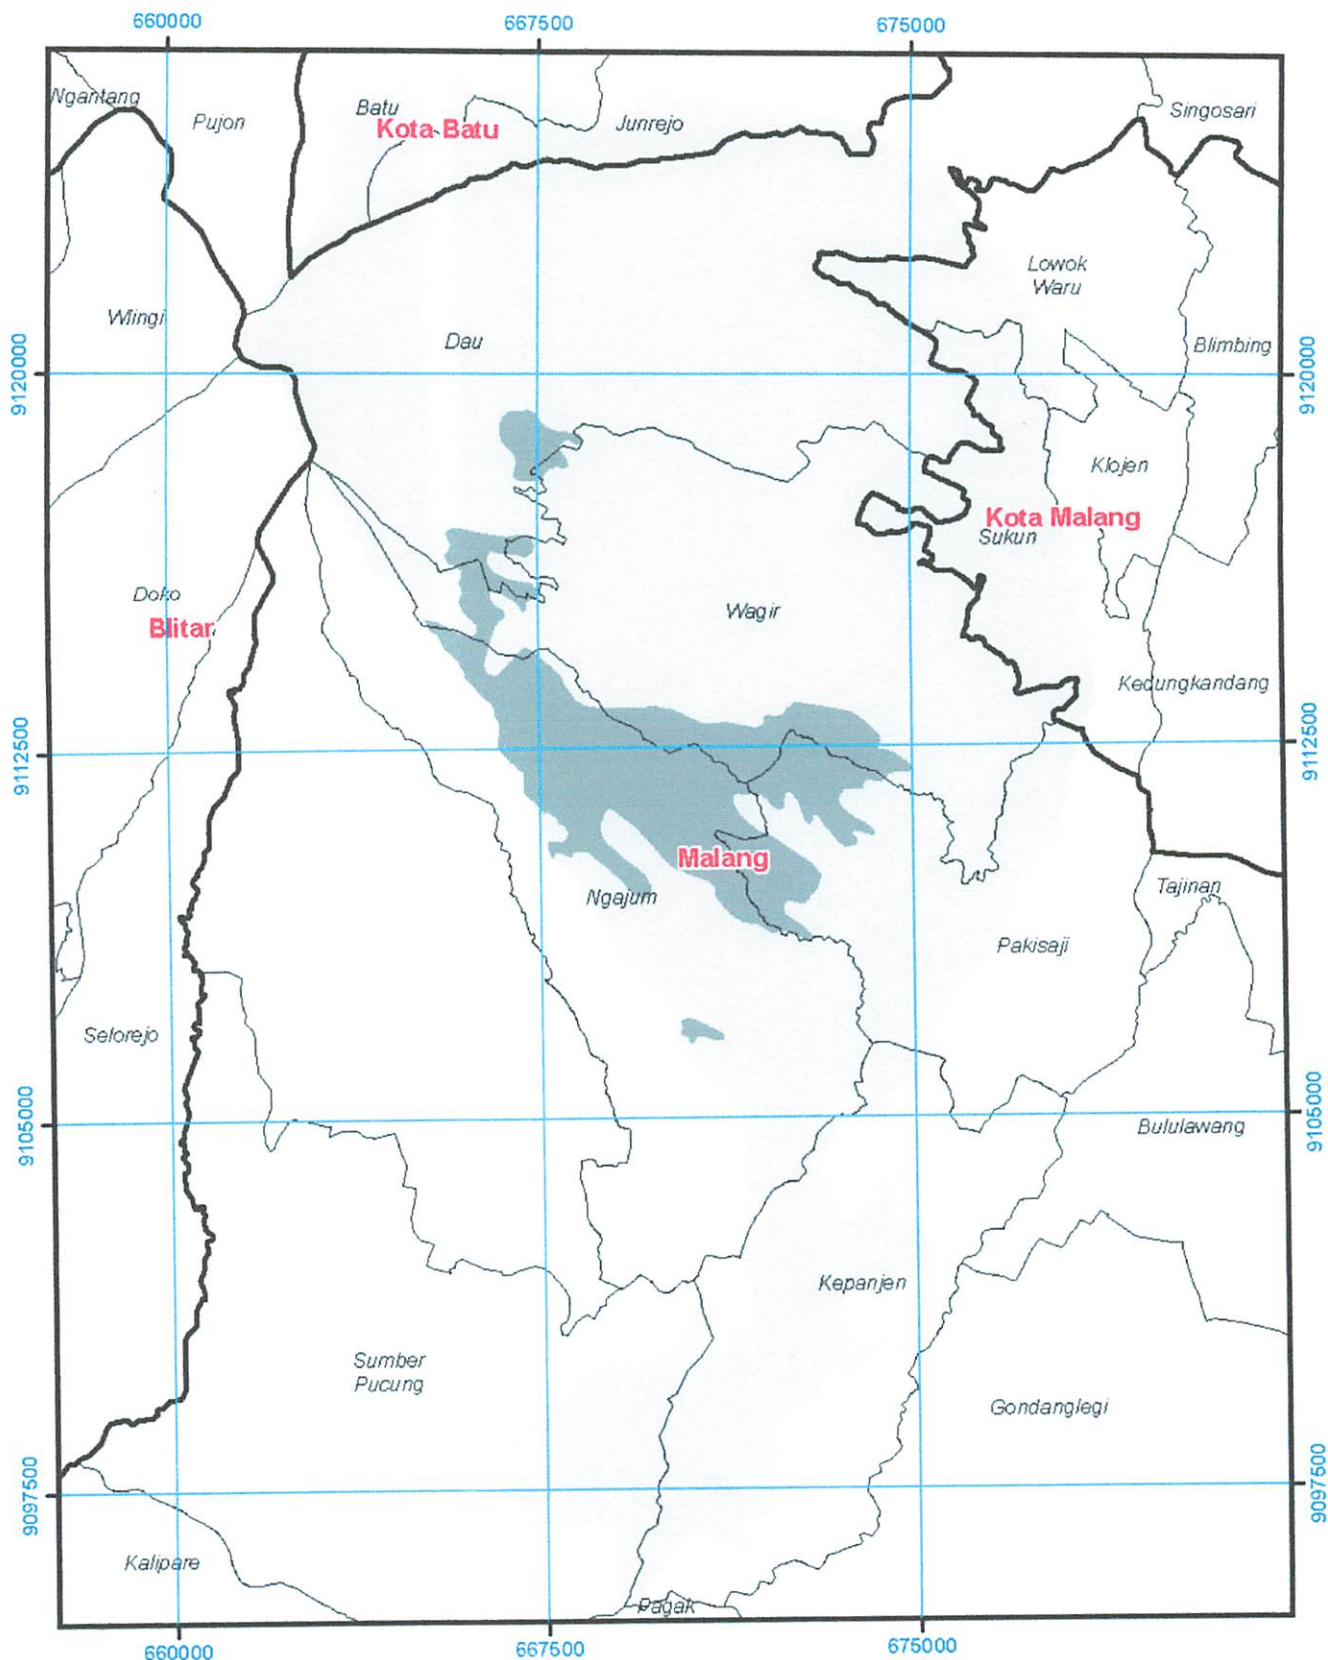 660000
667500
675000
Ngantang
Pujon
Batu
Kota Batu
Junrejo
Singosari
Wlingi
Dau
Lowok
Waru
Blimbing
9120000
9120000
Klojen
Kota Malang
Sukun
Doko
Blitar
Wagir
Kedungkandang
9112500
9112500
Malang
Ngajum
Tajinan
Pakisaji
Selorejo
9105000
9105000
Bululawang
Kepanjen
Sumber
Pucung
Gondanglegi
9097500
9097500
Kalipare
Pagak
660000
667500
675000